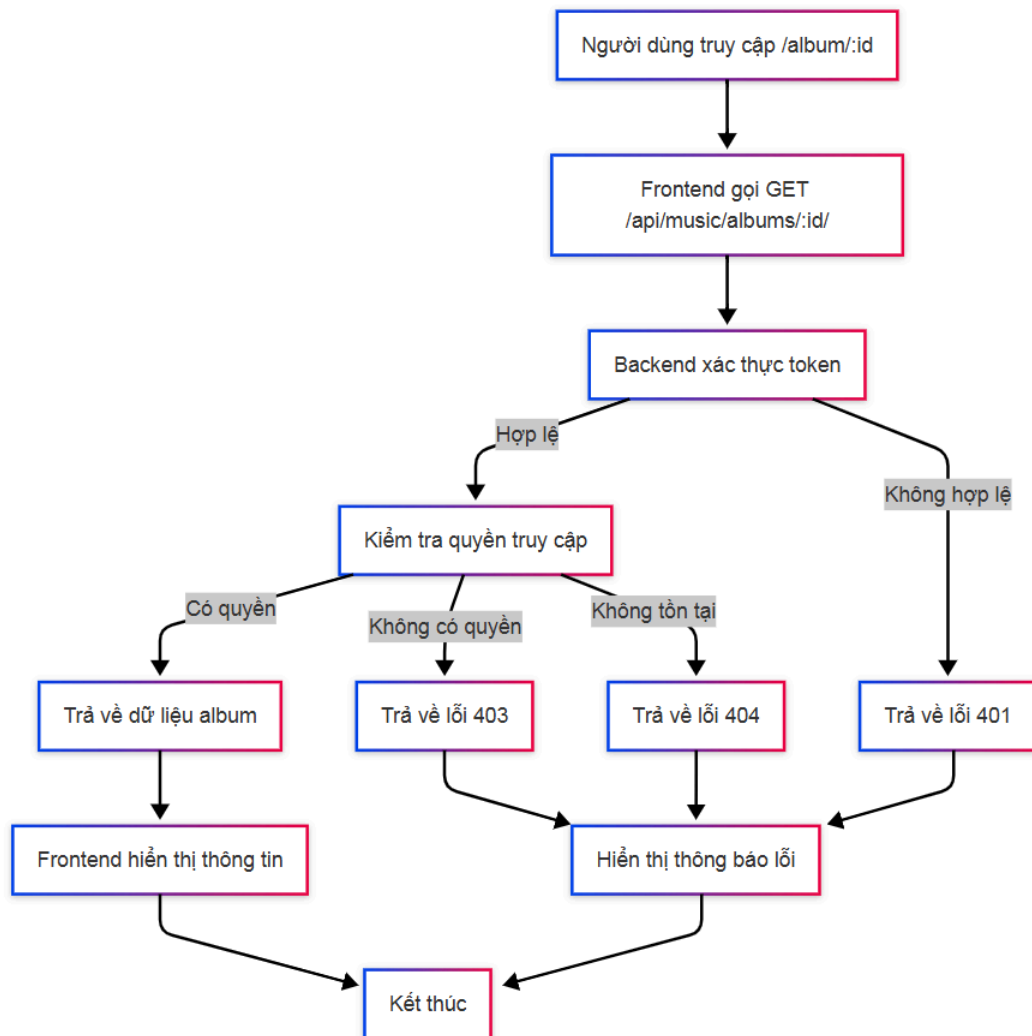 Người dùng truy cập /album/:id
Frontend gọi GET
/api/music/albums/:id/
Backend xác thực token
Hợp lệ
Không hợp lệ
Kiểm tra quyền truy cập
Có quyền
Không có quyền
Không tồn tại
Trả về dữ liệu album
Trả về lỗi 403
Trả về lỗi 404
Trả về lỗi 401
Frontend hiển thị thông tin
Hiển thị thông báo lỗi
Kết thúc